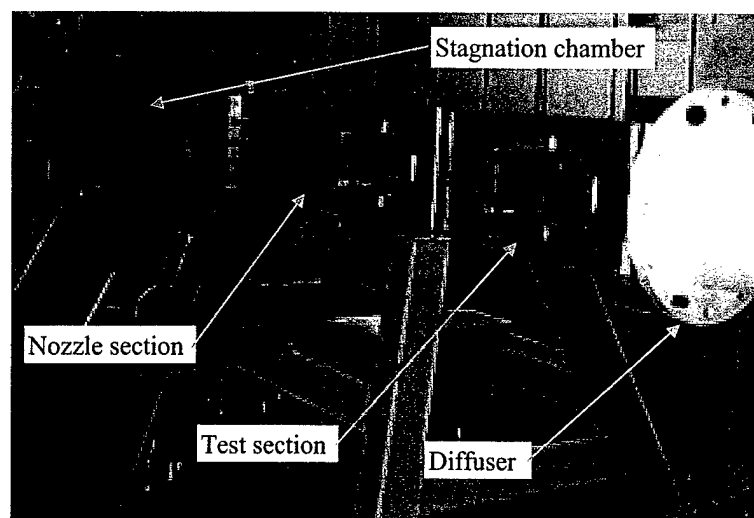 Stagnation chamber
Nozzle section
Test section
Diffuser